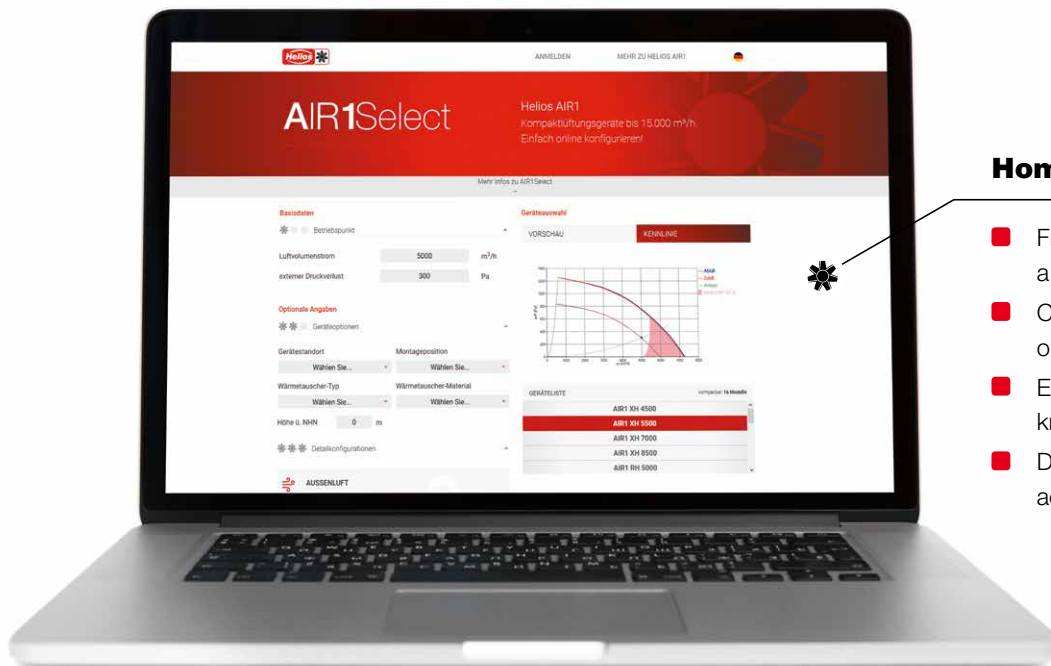 Helios
ANMELDEN
MEHR ZU HELIOS AIR1
AIR1Select
Helios AIR1
Kompaktlüftungsgeräte bis 15.000 m³/h.
Einfach online konfigurieren!
Mehr Infos zu AIR1Select
Basisdaten
Betriebspunkt
Luftvolumenstrom
5000
m³/h
externer Druckverlust
300
Pa
Optionale Angaben
Geräteoptionen
Gerätestandort
Montageposition
Wählen Sie...
Wählen Sie...
Wärmetauscher-Typ
Wärmetauscher-Material
Wählen Sie...
Wählen Sie...
Höhe ü. NHN
0
m
Detailkonfigurationen
AUSSENLUFT
Geräteauswahl
VORSCHAU
KENNLINIE
GERÄTELISTE
kompatibel: 16 Modelle
AIR1 XH 4500
AIR1 XH 5500
AIR1 XH 7000
AIR1 XH 8500
AIR1 RH 5000
Hom
a
C
o
E
D